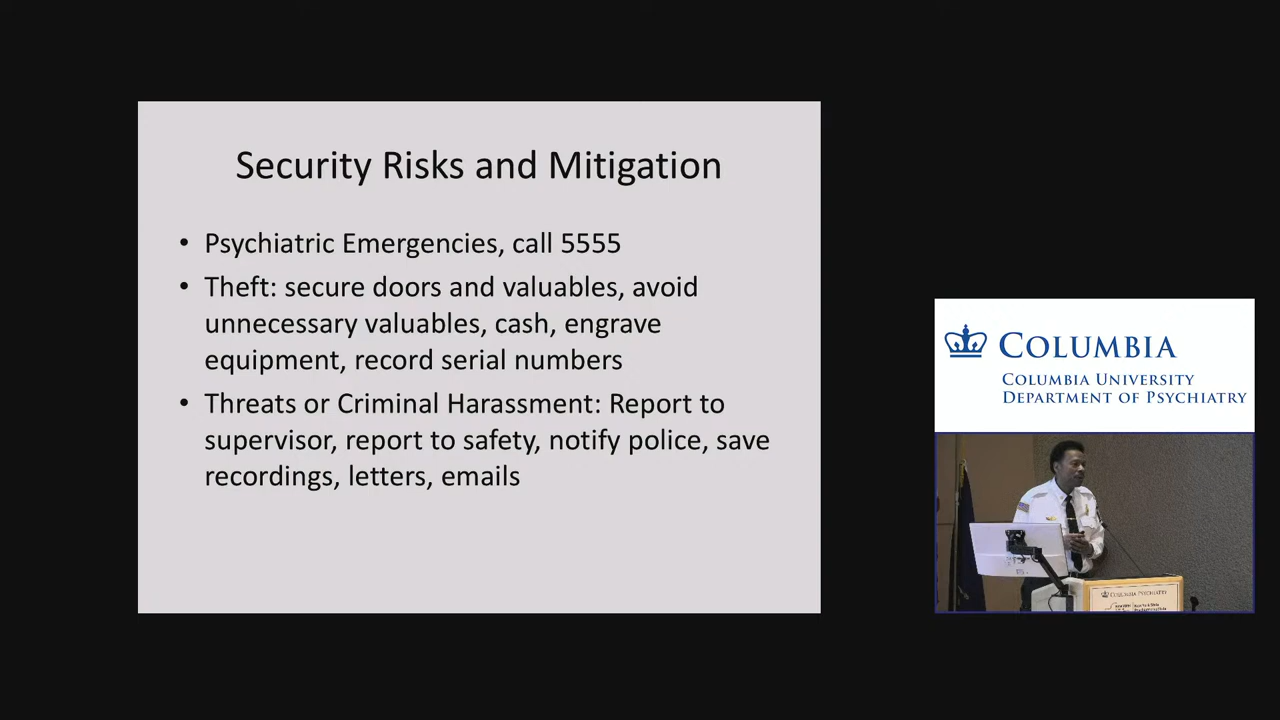 Security Risks and Mitigation
• Psychiatric Emergencies, call 5555
• Theft: secure doors and valuables, avoid
unnecessary valuables, cash, engrave
equipment, record serial numbers
• Threats or Criminal Harassment: Report to
supervisor, report to safety, notify police, save
recordings, letters, emails
COLUMBIA
COLUMBIA UNIVERSITY
DEPARTMENT OF PSYCHIATRY
COLUMBIA PSYCHIATRY